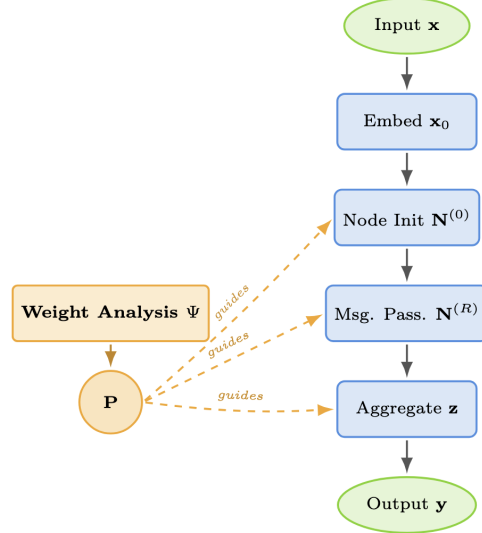 Input x
Embed x₀
Node Init N⁽⁰⁾
guides
Weight Analysis Ψ
Msg. Pass. N⁽ᴿ⁾
guides
P
guides
Aggregate z
Output y